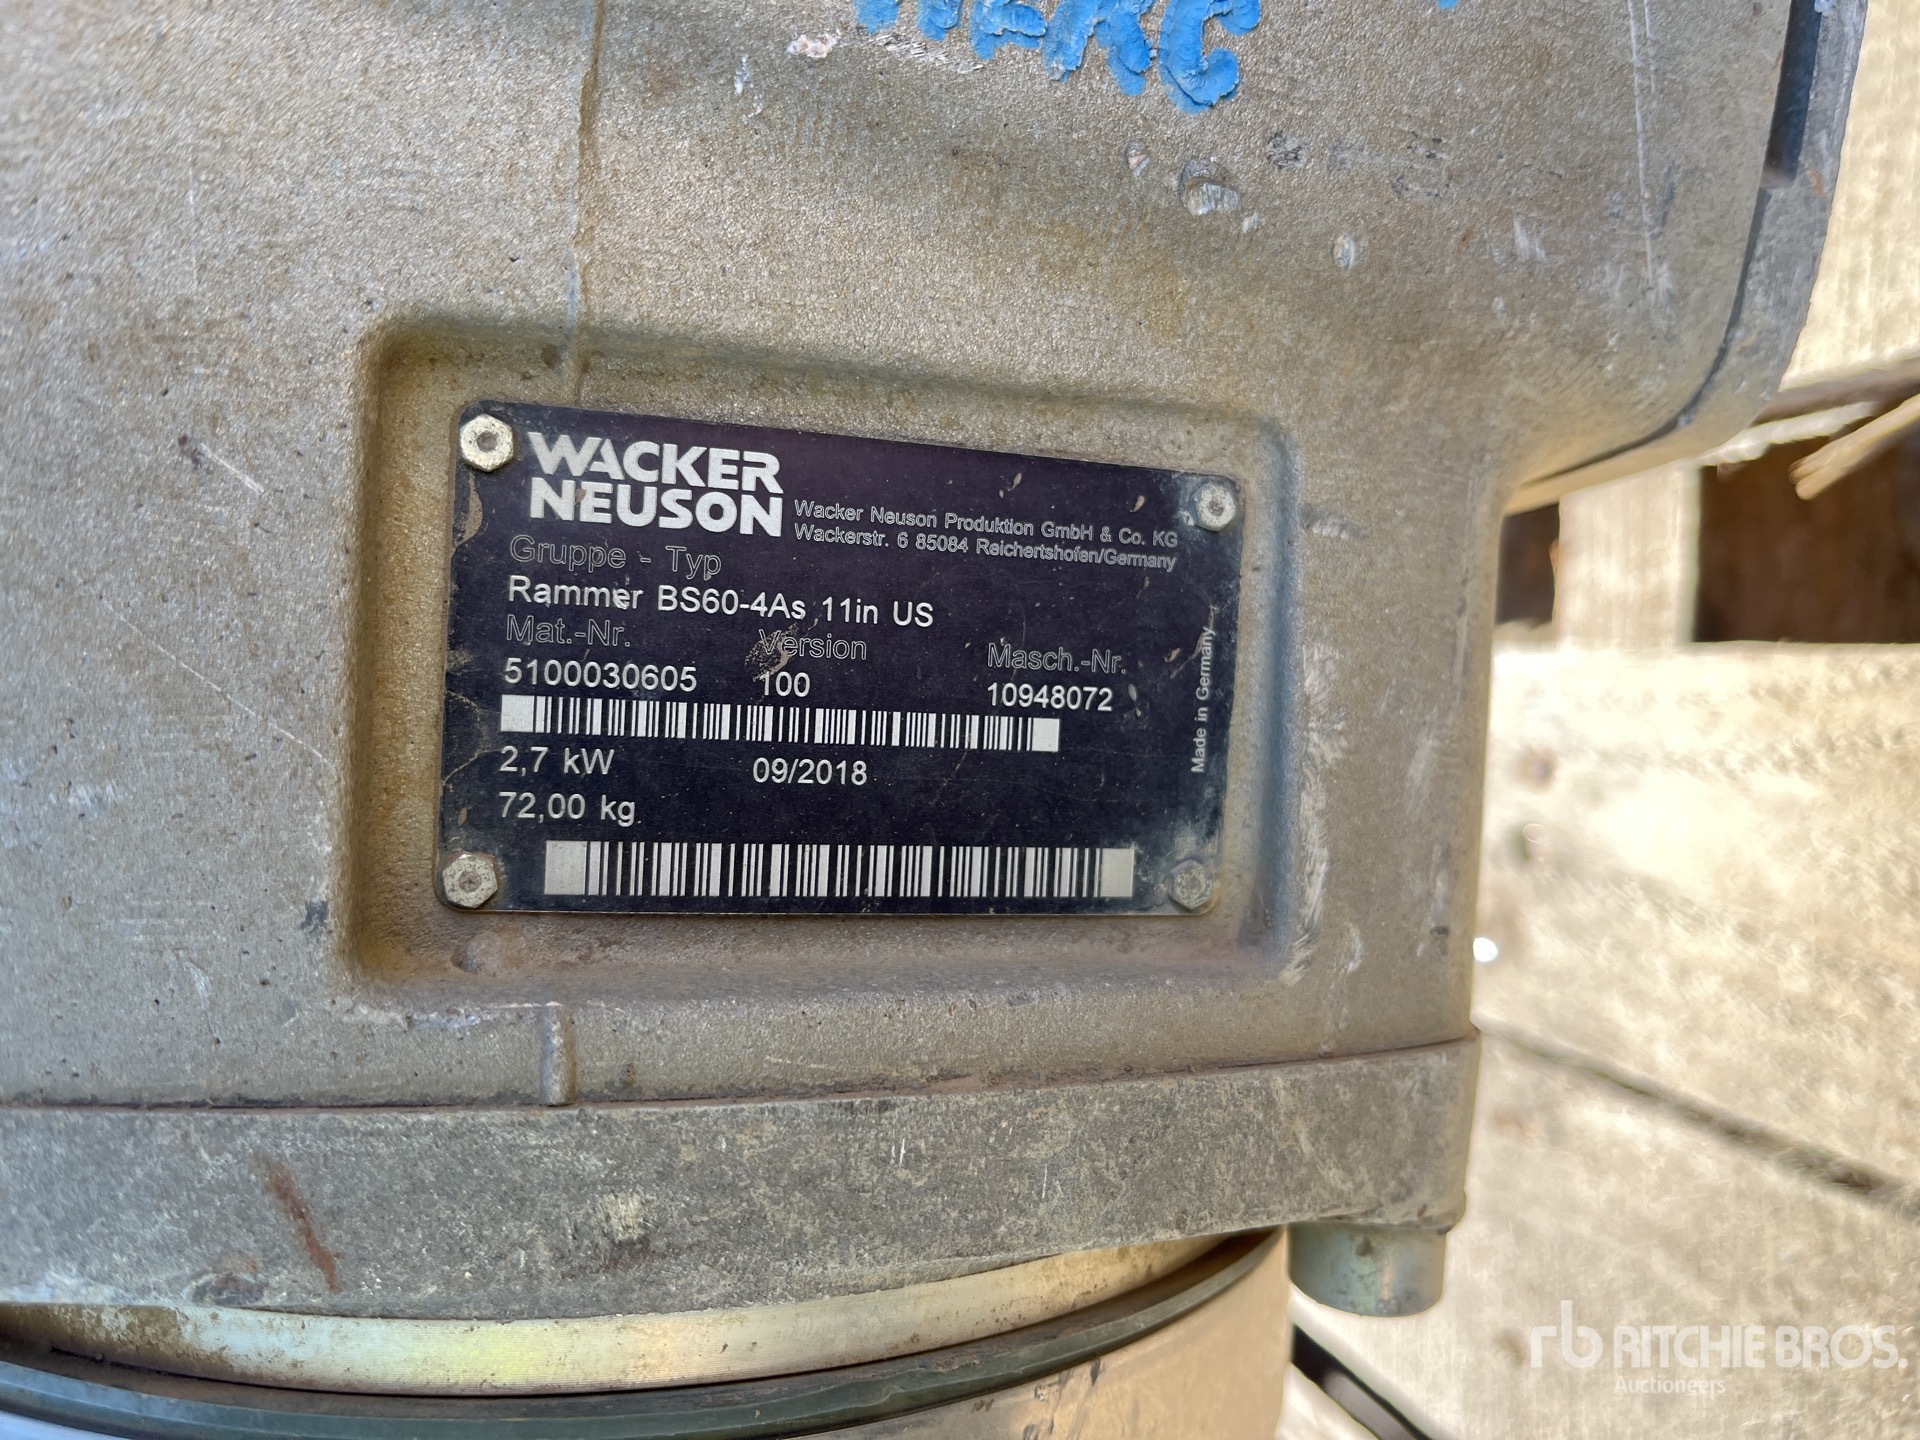 WACKER
NEUSON
Wacker Neuson Produktion GmbH & Co. KG
Wackerstr. 6 85084 Reichertshofen/Germany
Gruppe - Typ
Rammer BS60-4As 11in US
Mat.-Nr. Version Masch.-Nr.
5100030605 100 10948072
2,7 kW 09/2018
72,00 kg
Made in Germany
rb RITCHIE BROS.
Auctioneers